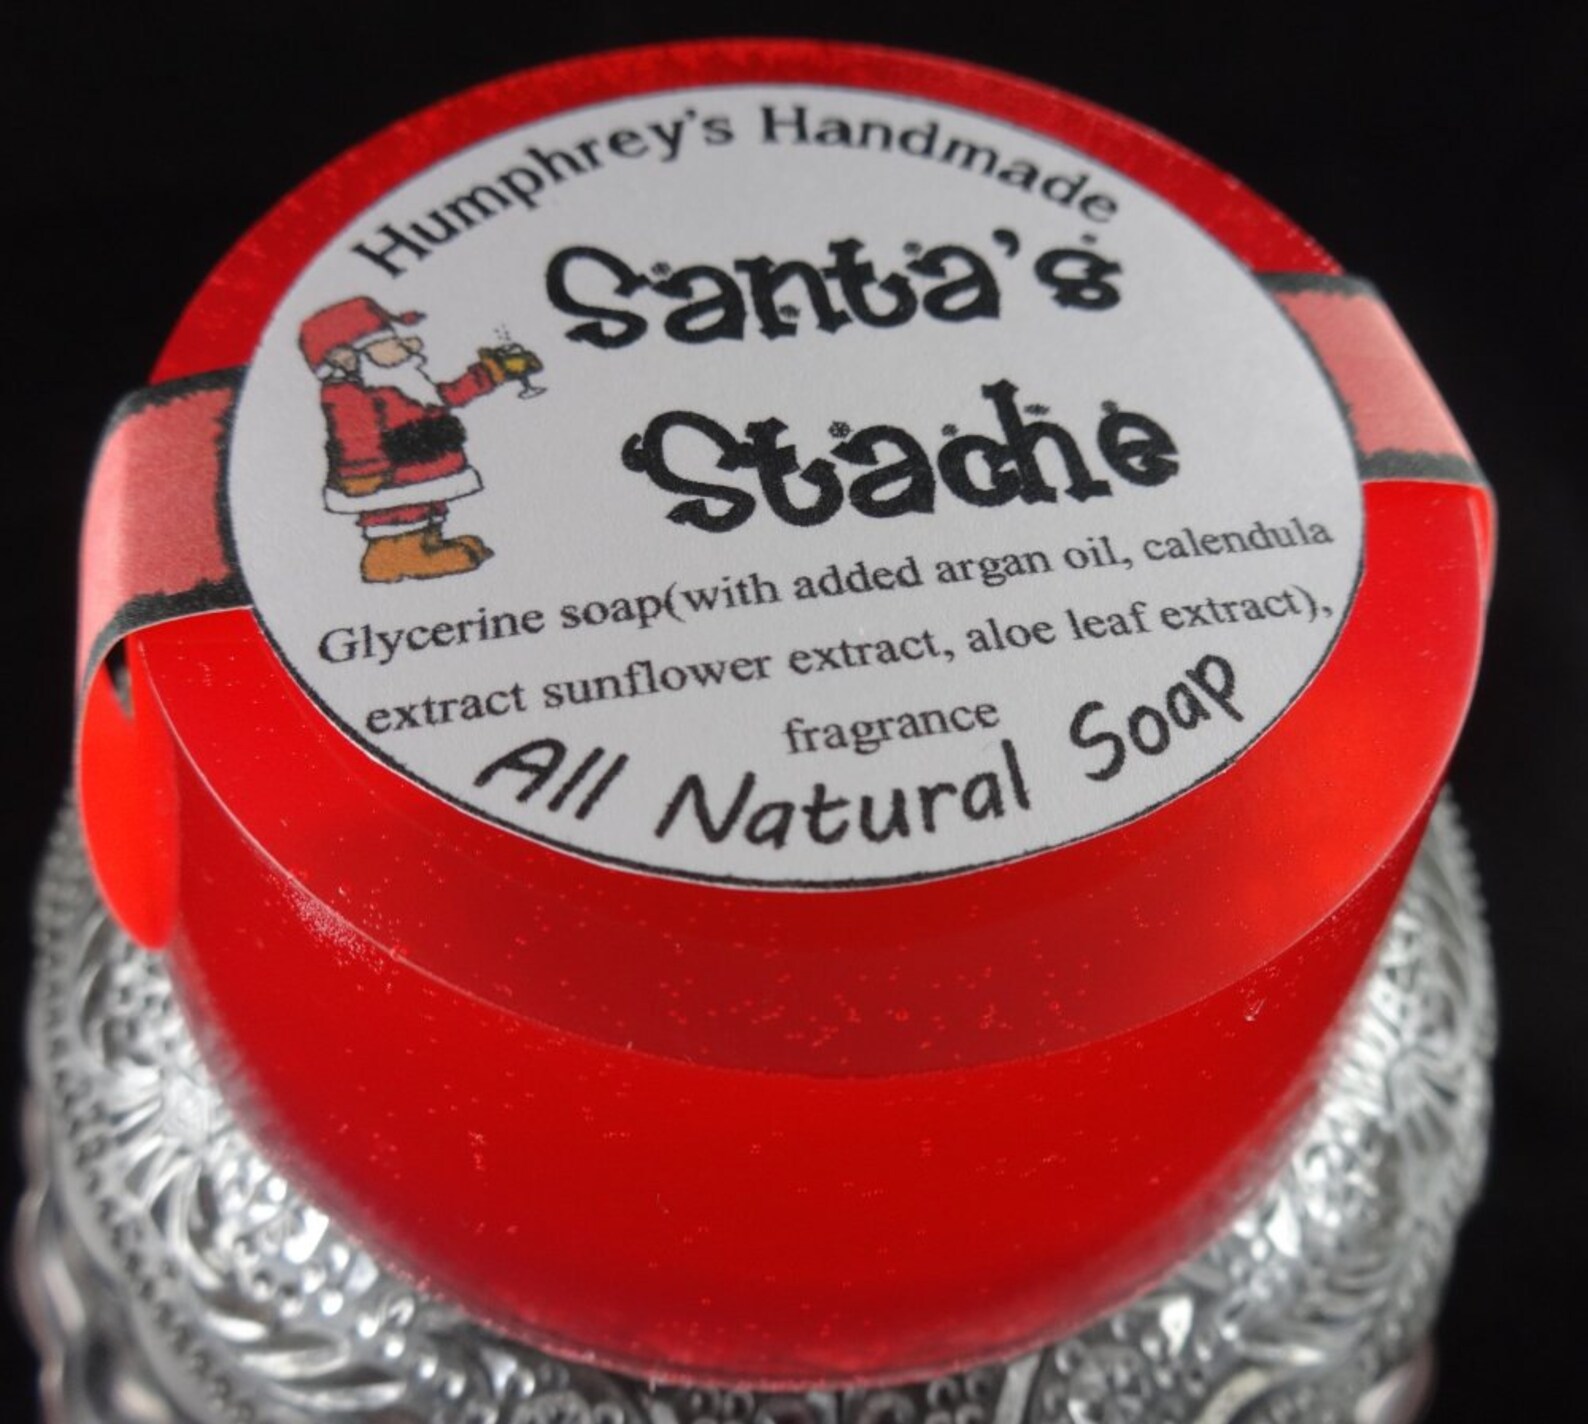 Humphrey's Handmade
Santa's
Stache
Glycerine soap(with added argan oil, calendula
extract sunflower extract, aloe leaf extract),
fragrance
All Natural Soap